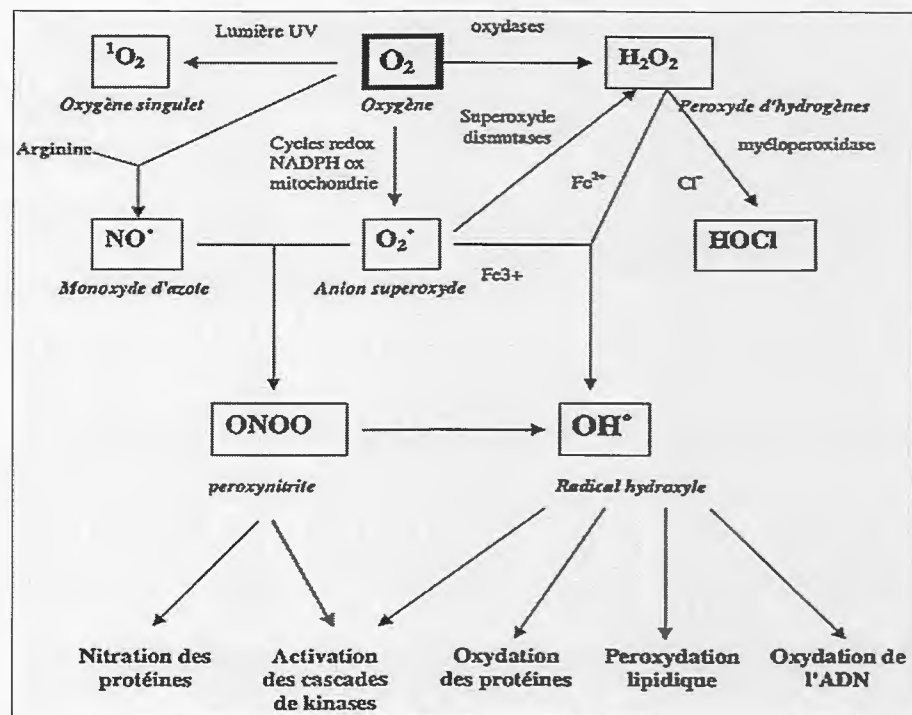 Lumière UV
oxydases
¹O₂
O₂
H₂O₂
Oxygène singulet
Oxygène
Peroxyde d'hydrogènes
Superoxyde
dismutases
myéloperoxidase
Arginine
Cycles redox
NADPH ox
mitochondrie
Fe²⁺
Cl⁻
NO°
O₂°
HOCl
Monoxyde d'azote
Anion superoxyde
Fe3+
ONOO
OH°
peroxynitrite
Radical hydroxyle
Nitration des
protéines
Activation
des cascades
de kinases
Oxydation
des protéines
Peroxydation
lipidique
Oxydation de
l'ADN